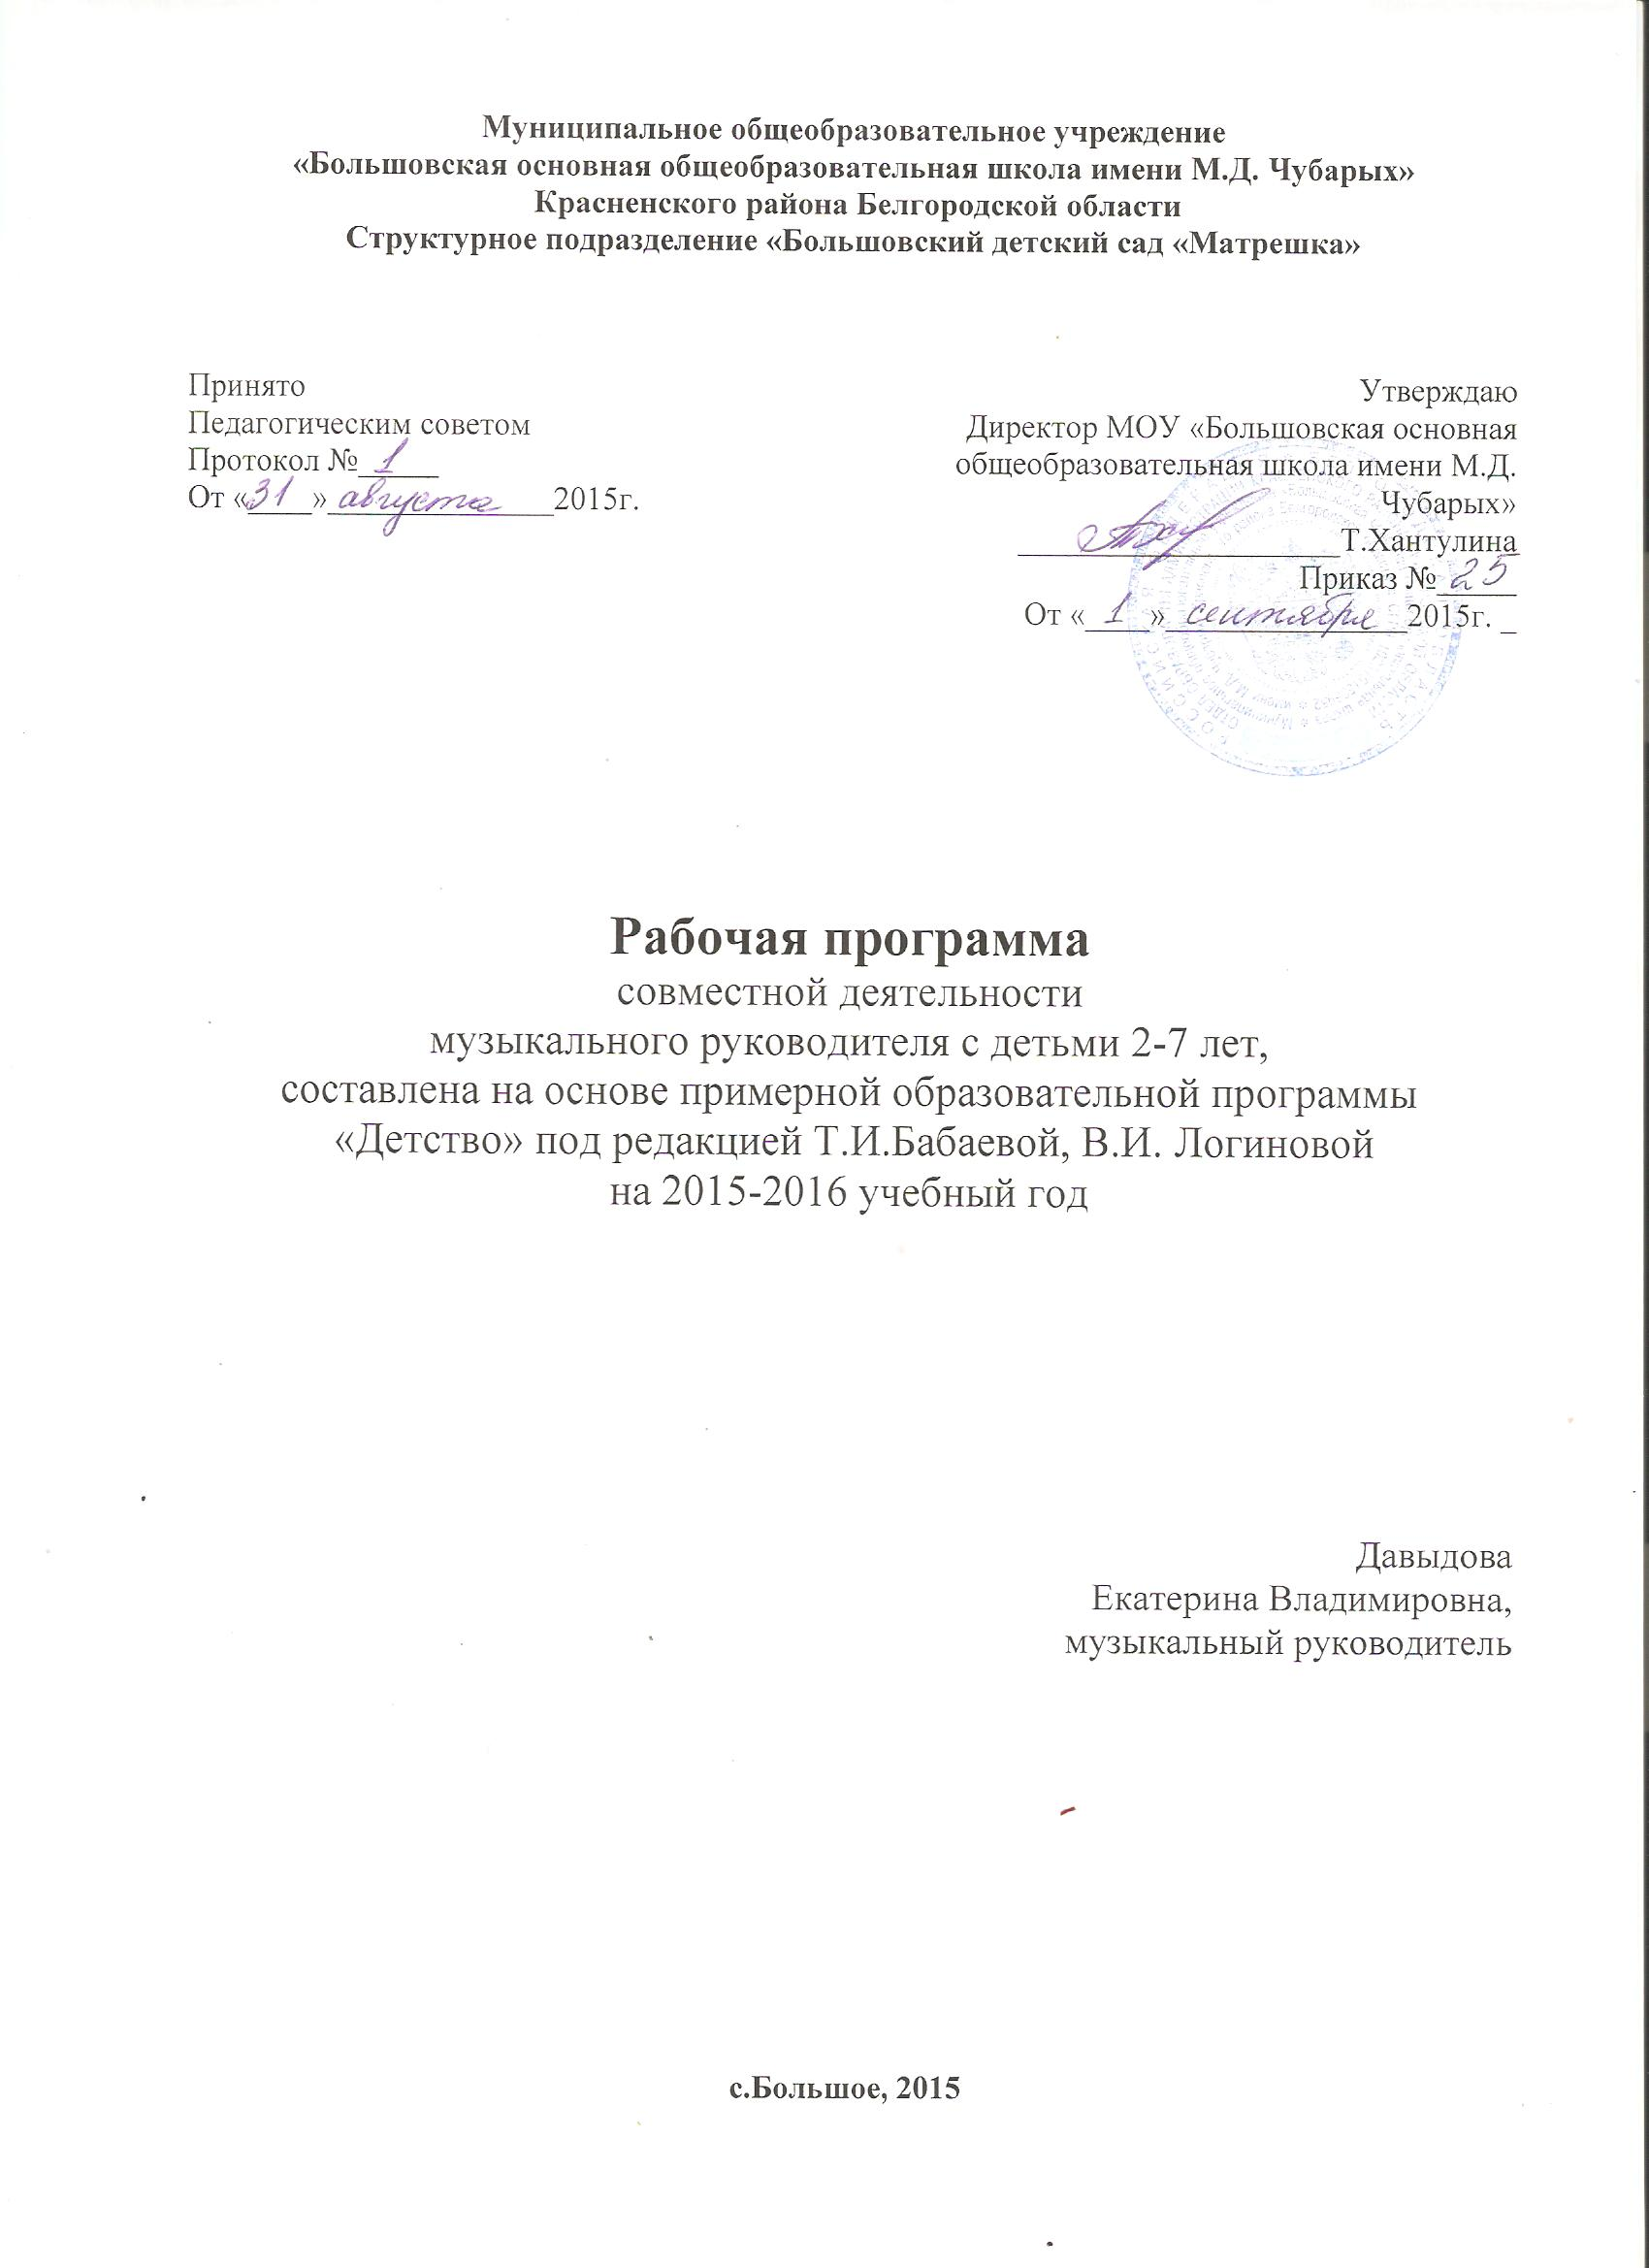 Муниципальное общеобразовательное учреждение
«Большовская основная общеобразовательная школа имени М.Д. Чубарых»
Красненского района Белгородской области
Структурное подразделение «Большовский детский сад «Матрешка»
Принято
Педагогическим советом
Протокол № 1
От «31» августа 2015г.
Утверждаю
Директор МОУ «Большовская основная
общеобразовательная школа имени М.Д.
Чубарых»
Т.Хантулина
Приказ № 25
От « 1 » сентября 2015г. _
Рабочая программа
совместной деятельности
музыкального руководителя с детьми 2-7 лет,
составлена на основе примерной образовательной программы
«Детство» под редакцией Т.И.Бабаевой, В.И. Логиновой
на 2015-2016 учебный год
Давыдова
Екатерина Владимировна,
музыкальный руководитель
с.Большое, 2015